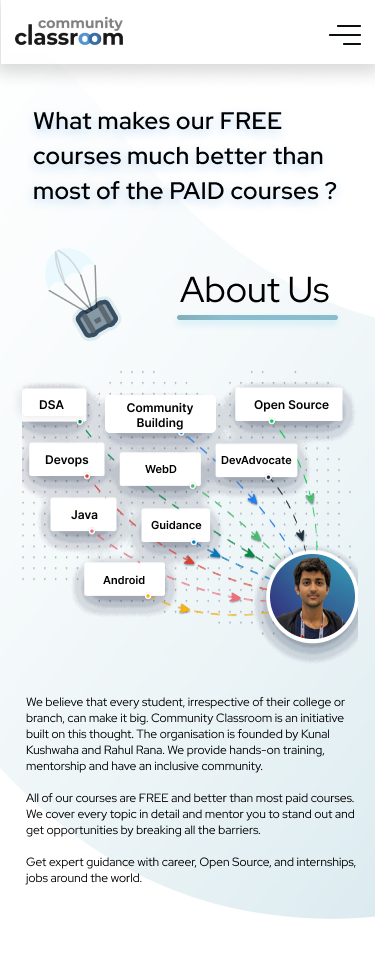 community
classroom
What makes our FREE
courses much better than
most of the PAID courses ?
About Us
DSA
Community
Building
Open Source
Devops
WebD
DevAdvocate
Java
Guidance
Android
We believe that every student, irrespective of their college or
branch, can make it big. Community Classroom is an initiative
built on this thought. The organisation is founded by Kunal
Kushwaha and Rahul Rana. We provide hands-on training,
mentorship and have an inclusive community.
All of our courses are FREE and better than most paid courses.
We cover every topic in detail and mentor you to stand out and
get opportunities by breaking all the barriers.
Get expert guidance with career, Open Source, and internships,
jobs around the world.